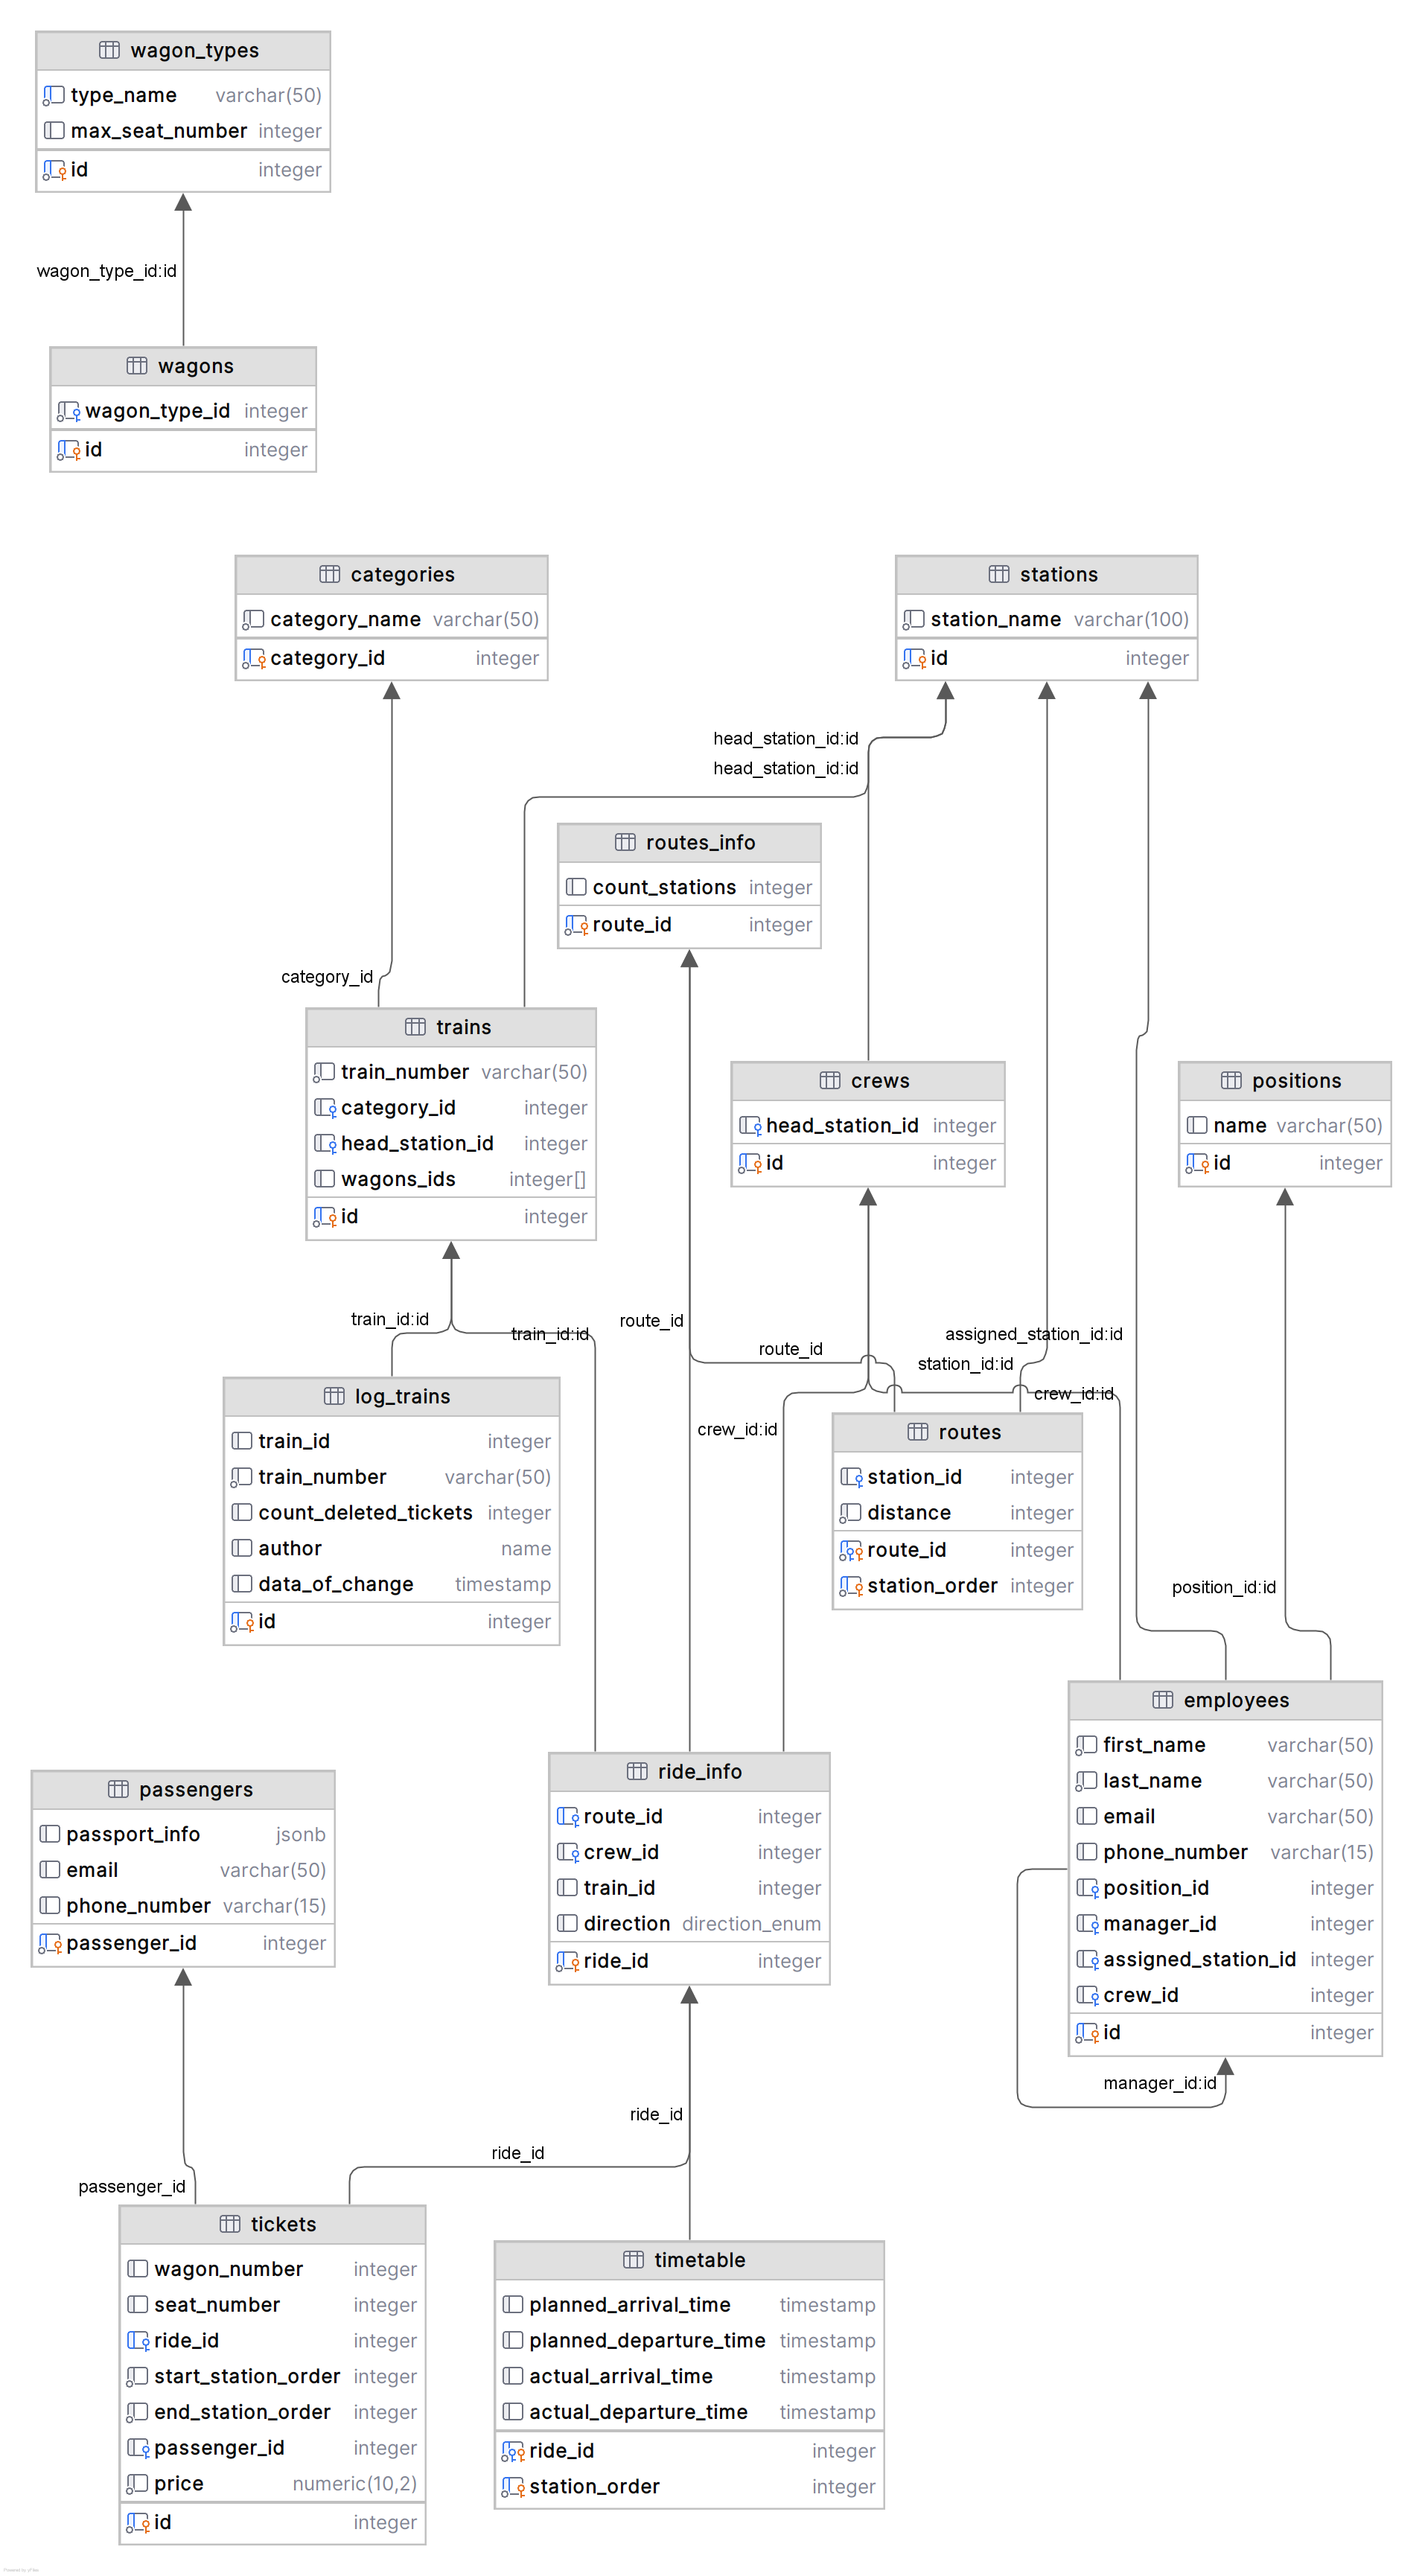 wagon_types
type_name varchar(50)
max_seat_number integer
id integer
wagon_type_id:id
wagons
wagon_type_id integer
id integer
categories
category_name varchar(50)
category_id integer
stations
station_name varchar(100)
id integer
head_station_id:id
head_station_id:id
routes_info
count_stations integer
route_id integer
category_id
trains
train_number varchar(50)
category_id integer
head_station_id integer
wagons_ids integer[]
id integer
crews
head_station_id integer
id integer
positions
name varchar(50)
id integer
train_id:id
train_id:id
route_id
route_id
assigned_station_id:id
station_id:id
crew_id:id
crew_id:id
log_trains
train_id integer
train_number varchar(50)
count_deleted_tickets integer
author name
data_of_change timestamp
id integer
routes
station_id integer
distance integer
route_id integer
station_order integer
position_id:id
employees
first_name varchar(50)
last_name varchar(50)
email varchar(50)
phone_number varchar(15)
position_id integer
manager_id integer
assigned_station_id integer
crew_id integer
id integer
manager_id:id
passengers
passport_info jsonb
email varchar(50)
phone_number varchar(15)
passenger_id integer
ride_info
route_id integer
crew_id integer
train_id integer
direction direction_enum
ride_id integer
ride_id
ride_id
passenger_id
tickets
wagon_number integer
seat_number integer
ride_id integer
start_station_order integer
end_station_order integer
passenger_id integer
price numeric(10,2)
id integer
timetable
planned_arrival_time timestamp
planned_departure_time timestamp
actual_arrival_time timestamp
actual_departure_time timestamp
ride_id integer
station_order integer
Powered by yFiles